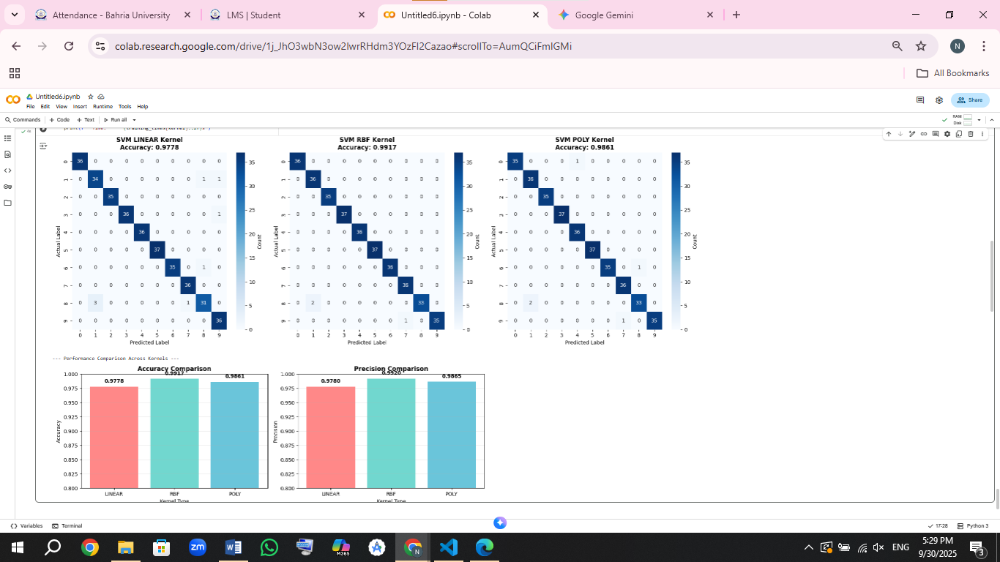 Attendance - Bahria University
LMS | Student
Untitled6.ipynb - Colab
Google Gemini
colab.research.google.com/drive/1j_JhO3wbN3ow2IwrRHdm3YOzFI2Cazao#scrollTo=AumQCiFmIGMi
N
All Bookmarks
Untitled6.ipynb
File Edit View Insert Runtime Tools Help
Share
Commands + Code + Text Run all
RAM
Disk
SVM LINEAR Kernel
Accuracy: 0.9778
0 36 0 0 0 0 0 0 0 0 0
1 0 34 0 0 0 0 0 0 1 1
2 0 0 35 0 0 0 0 0 0 0
3 0 0 0 36 0 0 0 0 0 1
4 0 0 0 0 36 0 0 0 0 0
5 0 0 0 0 0 37 0 0 0 0
6 0 0 0 0 0 0 35 0 1 0
7 0 0 0 0 0 0 0 36 0 0
8 0 3 0 0 0 0 0 1 31 0
9 0 0 0 0 0 0 0 0 0 36
0 1 2 3 4 5 6 7 8 9
Predicted Label
Actual Label
35
30
25
20
15
10
5
0
Count
SVM RBF Kernel
Accuracy: 0.9917
0 36 0 0 0 0 0 0 0 0 0
1 0 36 0 0 0 0 0 0 0 0
2 0 0 35 0 0 0 0 0 0 0
3 0 0 0 37 0 0 0 0 0 0
4 0 0 0 0 36 0 0 0 0 0
5 0 0 0 0 0 37 0 0 0 0
6 0 0 0 0 0 0 36 0 0 0
7 0 0 0 0 0 0 0 36 0 0
8 0 2 0 0 0 0 0 0 33 0
9 0 0 0 0 0 0 0 1 0 35
0 1 2 3 4 5 6 7 8 9
Predicted Label
Actual Label
35
30
25
20
15
10
5
0
Count
SVM POLY Kernel
Accuracy: 0.9861
0 35 0 0 0 1 0 0 0 0 0
1 0 36 0 0 0 0 0 0 0 0
2 0 0 35 0 0 0 0 0 0 0
3 0 0 0 37 0 0 0 0 0 0
4 0 0 0 0 36 0 0 0 0 0
5 0 0 0 0 0 37 0 0 0 0
6 0 0 0 0 0 0 35 0 1 0
7 0 0 0 0 0 0 0 36 0 0
8 0 2 0 0 0 0 0 0 33 0
9 0 0 0 0 0 0 0 1 0 35
0 1 2 3 4 5 6 7 8 9
Predicted Label
Actual Label
35
30
25
20
15
10
5
0
Count
--- Performance Comparison Across Kernels ---
Accuracy Comparison
0.9778 0.9917 0.9861
1.000
0.975
0.950
0.925
0.900
0.875
0.850
0.825
0.800
Accuracy
LINEAR RBF POLY
Kernel Type
Precision Comparison
0.9780 0.9920 0.9865
1.000
0.975
0.950
0.925
0.900
0.875
0.850
0.825
0.800
Precision
LINEAR RBF POLY
Kernel Type
Variables Terminal
17-28 Python 3
zm
M365
N
ENG
5:29 PM
9/30/2025
3